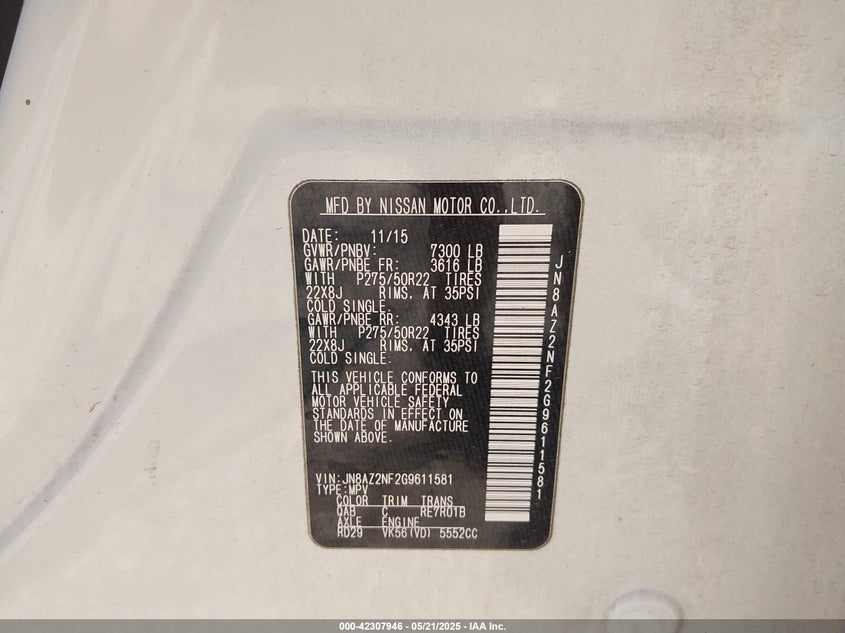 MFD BY NISSAN MOTOR CO.,LTD.
DATE: 11/15
GVWR/PNBV: 7300 LB
GAWR/PNBE FR: 3616 LB
WITH P275/50R22 TIRES
22X8J RIMS, AT 35PSI
COLD SINGLE.
GAWR/PNBE RR: 4343 LB
WITH P275/50R22 TIRES
22X8J RIMS, AT 35PSI
COLD SINGLE.
THIS VEHICLE CONFORMS TO
ALL APPLICABLE FEDERAL
MOTOR VEHICLE SAFETY
STANDARDS IN EFFECT ON
THE DATE OF MANUFACTURE
SHOWN ABOVE.
VIN:JN8AZ2NF2G9611581
TYPE:MPV
COLOR TRIM TRANS
QAB C RE7R01B
AXLE ENGINE
RD29 VK56(VD) 5552CC
JN8AZ2NF2G9611581
000-42307946 - 05/21/2025 - IAA Inc.